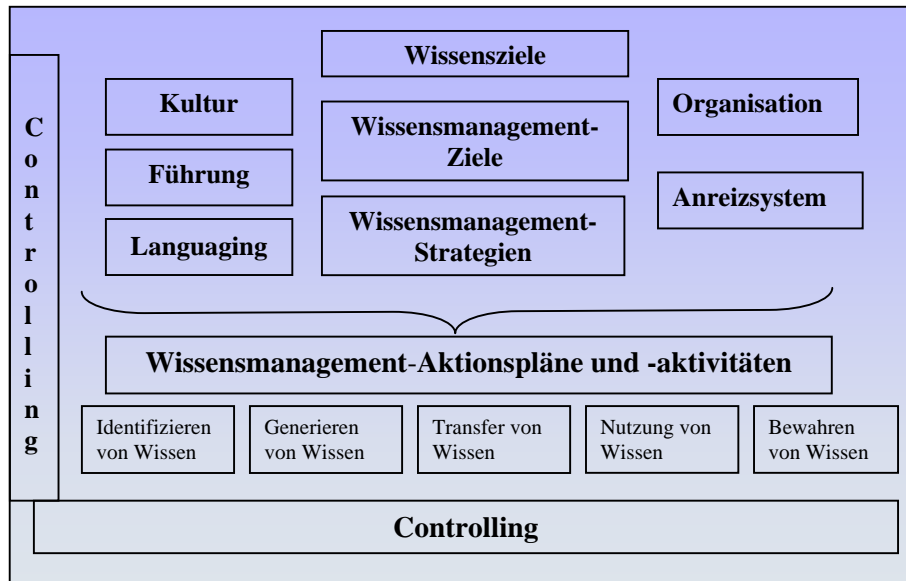 Controlling
Wissensziele
Kultur
Wissensmanagement-
Ziele
Organisation
Führung
Anreizsystem
Languaging
Wissensmanagement-
Strategien
Wissensmanagement-Aktionspläne und -aktivitäten
Identifizieren
von Wissen
Generieren
von Wissen
Transfer von
Wissen
Nutzung von
Wissen
Bewahren
von Wissen
Controlling